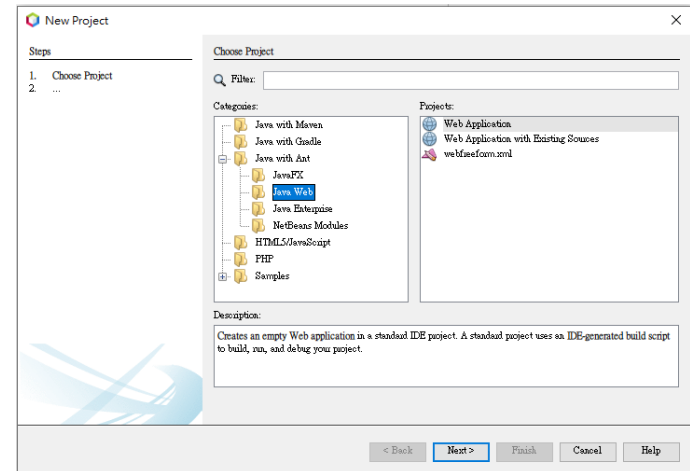 New Project
Steps
1. Choose Project
2. ...
Choose Project
Filter:
Categories:
Java with Maven
Java with Gradle
Java with Ant
JavaFX
Java Web
Java Enterprise
NetBeans Modules
HTML5/JavaScript
PHP
Samples
Projects:
Web Application
Web Application with Existing Sources
webfreeform.xml
Description:
Creates an empty Web application in a standard IDE project. A standard project uses an IDE-generated build script
to build, run, and debug your project.
< Back Next > Finish Cancel Help